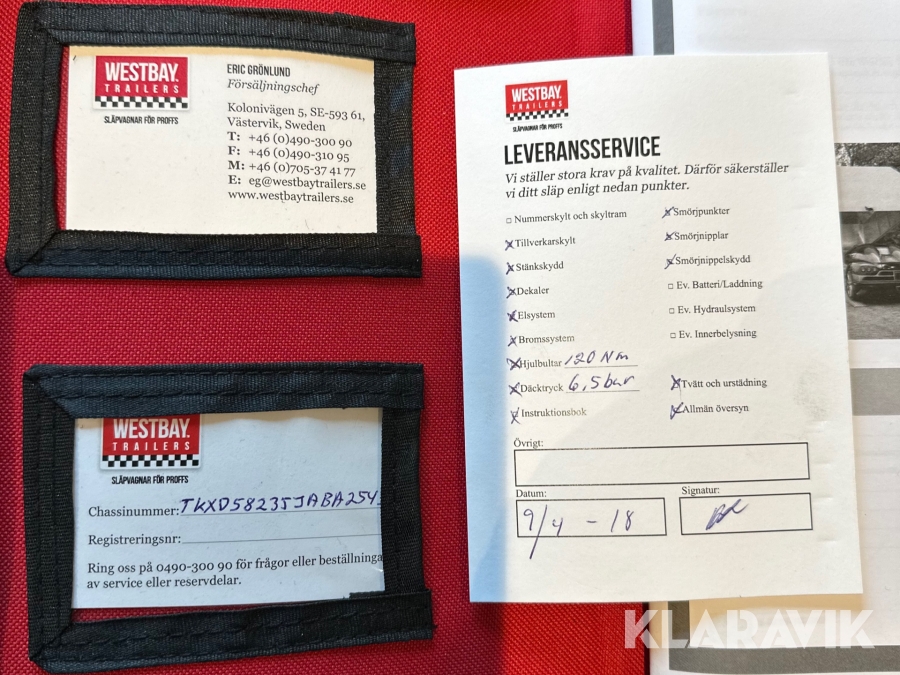 WESTBAY.
TRAILERS
SLÄPVAGNAR FÖR PROFFS
ERIC GRÖNLUND
Försäljningschef
Kolonivägen 5, SE-593 61,
Västervik, Sweden
T: +46 (0)490-300 90
F: +46 (0)490-310 95
M: +46 (0)705-37 41 77
E: eg@westbaytrailers.se
www.westbaytrailers.se
WESTBAY.
TRAILERS
SLÄPVAGNAR FÖR PROFFS
Chassinummer: TKXD58235JABA254
Registreringsnr:
Ring oss på 0490-300 90 för frågor eller beställninga
av service eller reservdelar.
WESTBAY.
TRAILERS
SLÄPVAGNAR FÖR PROFFS
LEVERANSSERVICE
Vi ställer stora krav på kvalitet. Därför säkerställer
vi ditt släp enligt nedan punkter.
Nummerskylt och skyltram
Tillverkarskylt
Stänkskydd
Dekaler
Elsystem
Bromssystem
Hjulbultar 120 Nm
Däcktryck 6,5 bar
Instruktionsbok
Smörjpunkter
Smörjnipplar
Smörjnippelskydd
Ev. Batteri/Laddning
Ev. Hydraulsystem
Ev. Innerbelysning
Tvätt och urstädning
Allmän översyn
Övrigt:
Datum:
9/4 - 18
Signatur:
KLARAVIK